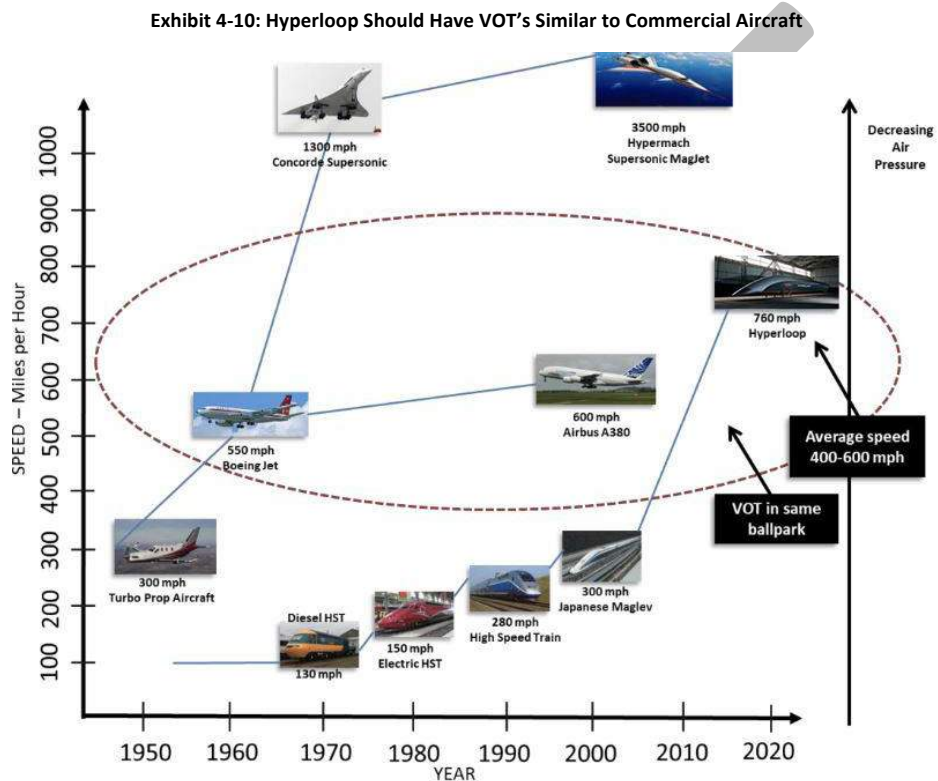 Exhibit 4-10: Hyperloop Should Have VOT's Similar to Commercial Aircraft
SPEED – Miles per Hour
1000
900
800
700
600
500
400
300
200
100
1300 mph
Concorde Supersonic
3500 mph
Hypermach
Supersonic MagJet
Decreasing
Air
Pressure
760 mph
Hyperloop
600 mph
Airbus A380
550 mph
Boeing Jet
Average speed
400-600 mph
VOT in same
ballpark
300 mph
Turbo Prop Aircraft
Diesel HST
130 mph
150 mph
Electric HST
280 mph
High Speed Train
300 mph
Japanese Maglev
1950
1960
1970
1980
1990
2000
2010
2020
YEAR